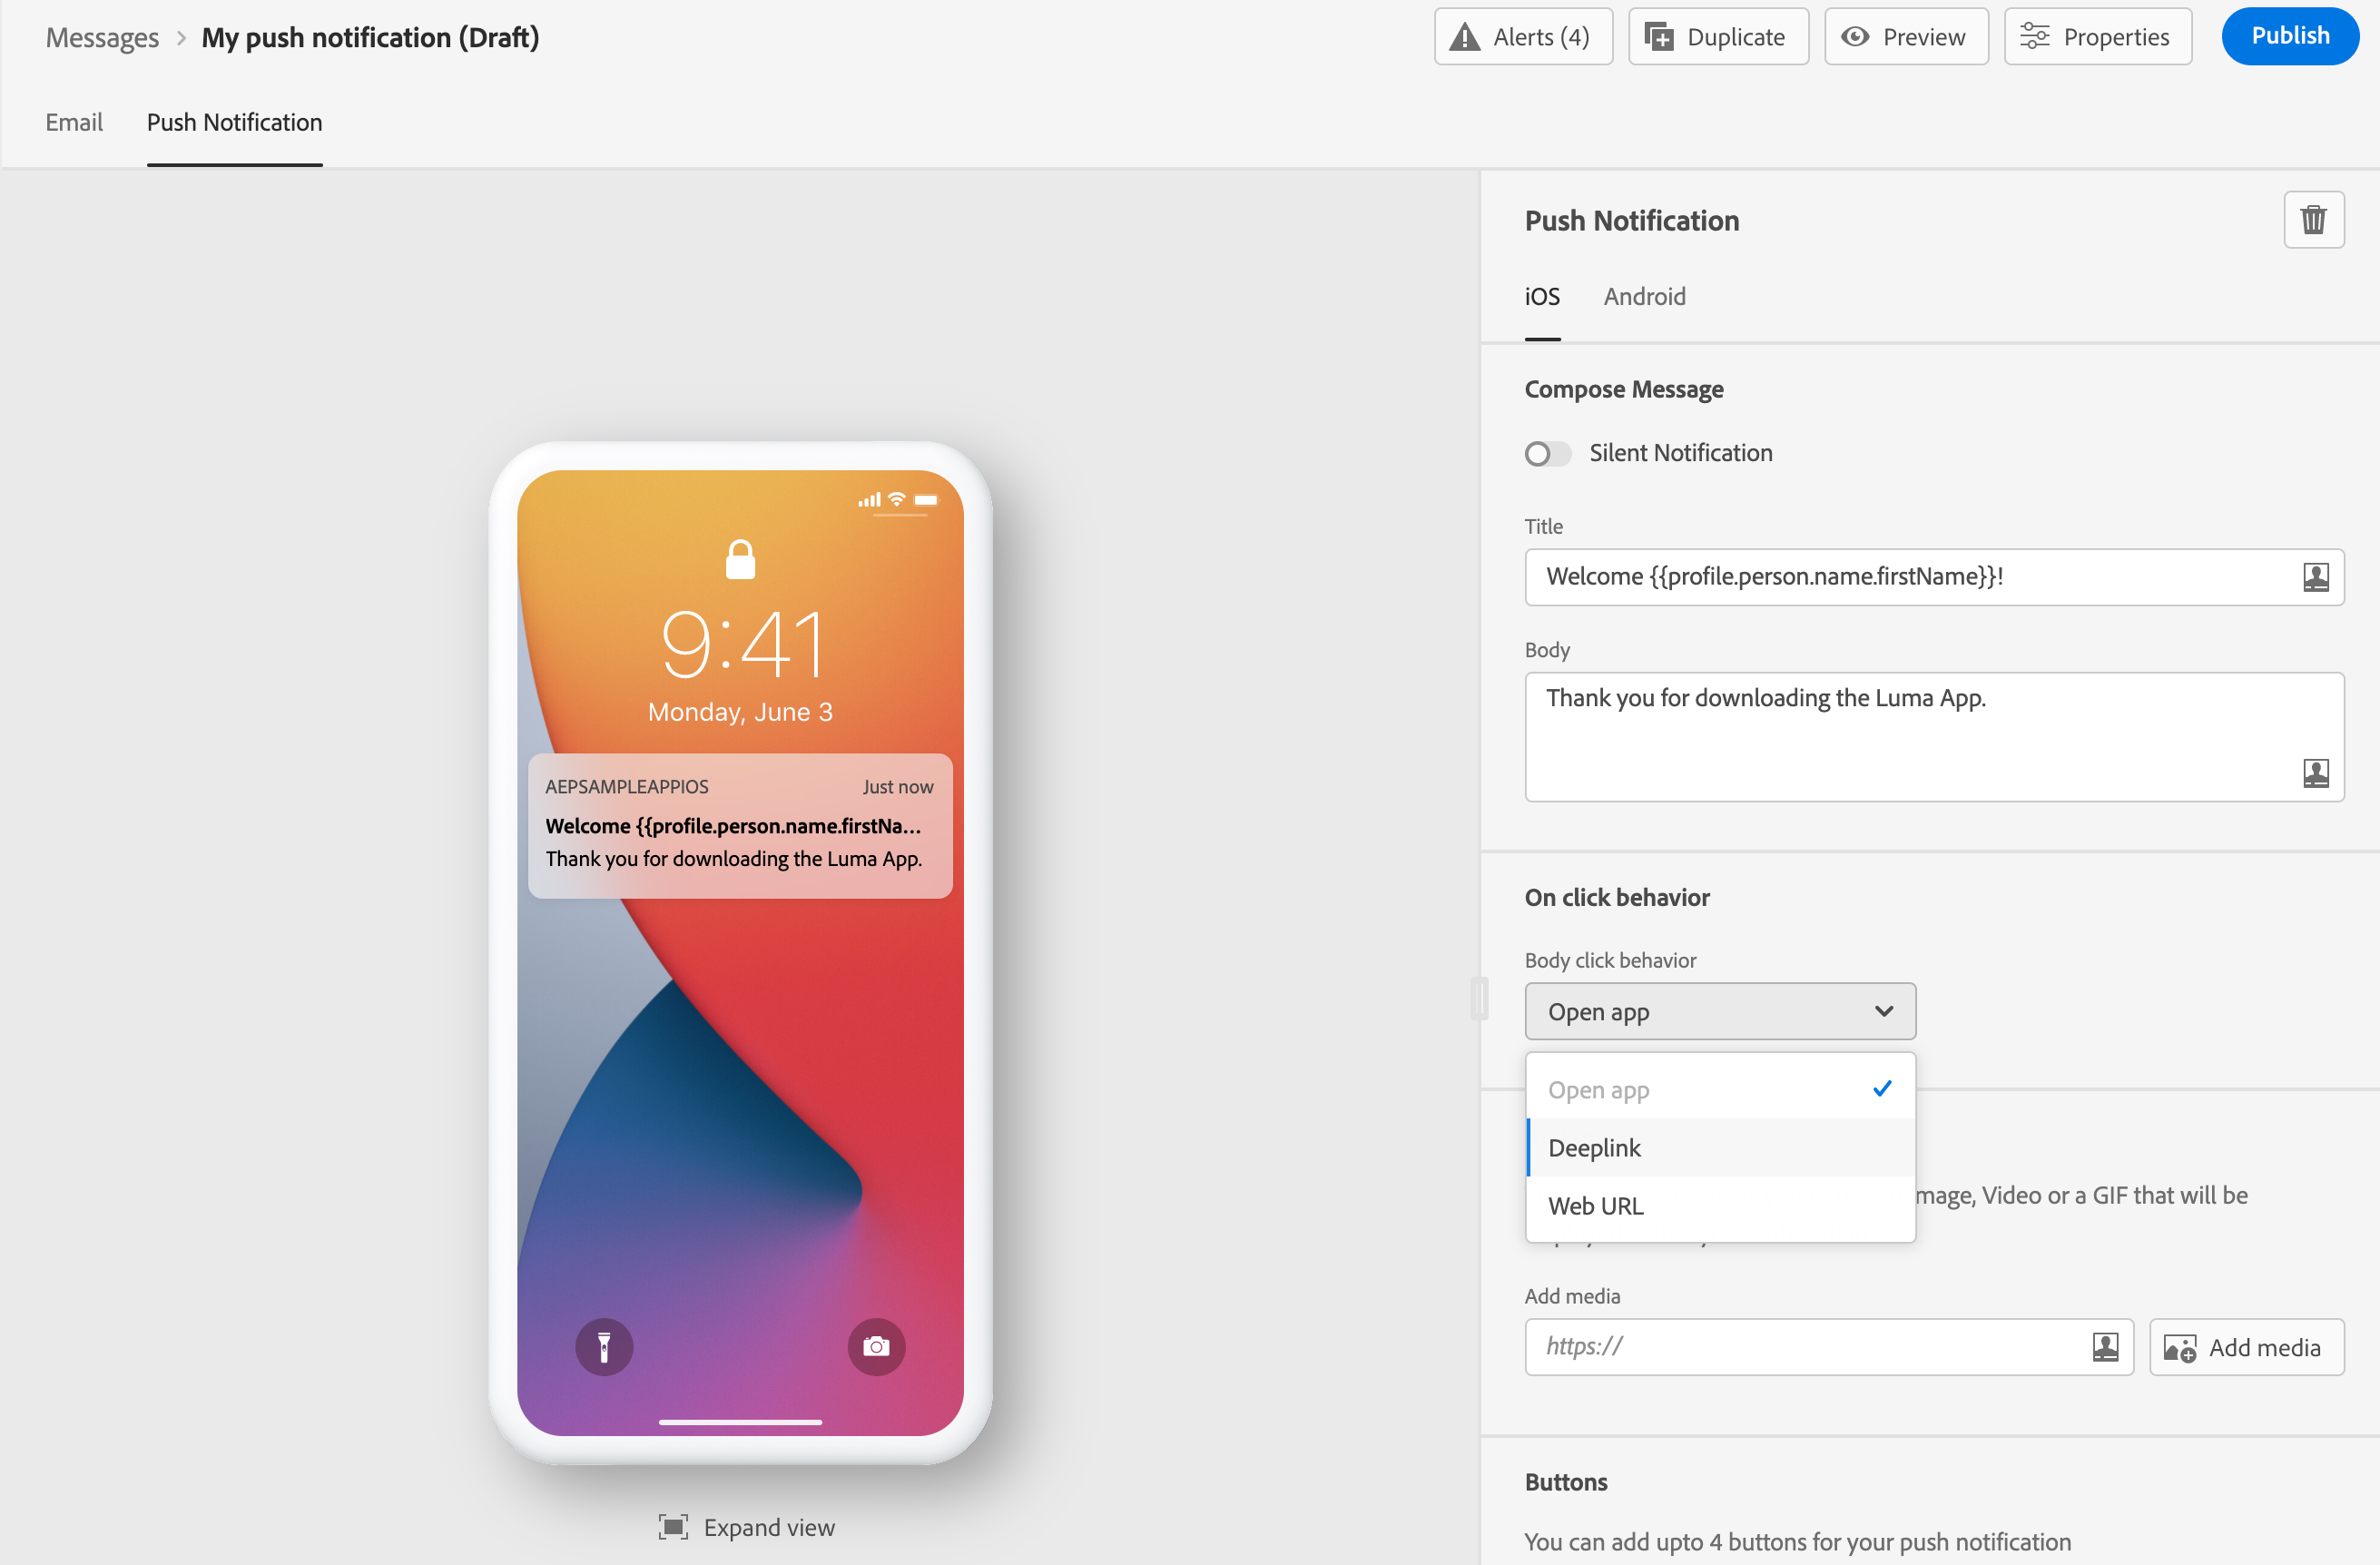 Messages > My push notification (Draft)
Alerts (4)
Duplicate
Preview
Properties
Publish
Email
Push Notification
9:41
Monday, June 3
AEPSAMPLEAPPIOS
Just now
Welcome {{profile.person.name.firstNa...
Thank you for downloading the Luma App.
Expand view
Push Notification
iOS
Android
Compose Message
Silent Notification
Title
Welcome {{profile.person.name.firstName}}!
Body
Thank you for downloading the Luma App.
On click behavior
Body click behavior
Open app
Open app
Deeplink
Web URL
Video or a GIF that will be
Add media
https://
Add media
Buttons
You can add upto 4 buttons for your push notification